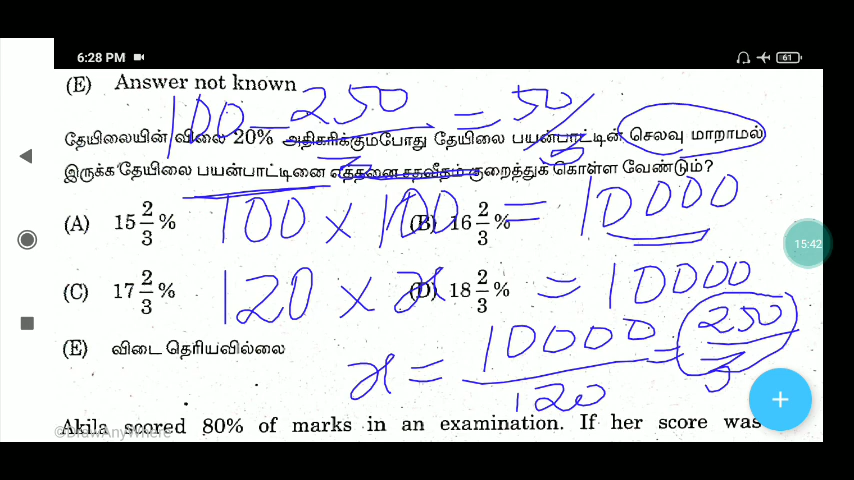 6:28 PM 61
(E) Answer not known
100 - 250/3 = 50/3
தேயிலையின் விலை 20% அதிகரிக்கும்போது தேயிலை பயன்பாட்டின் செலவு மாறாமல்
இருக்க தேயிலை பயன்பாட்டினை எத்தனை சதவீதம் குறைத்துக் கொள்ள வேண்டும்?
(A) 15 2/3 % (B) 16 2/3 %
100 × 100 = 10000
15:42
(C) 17 2/3 % (D) 18 2/3 %
120 × x = 10000
(E) விடை தெரியவில்லை
x = 10000/120 = 250/3
+
Akila scored 80% of marks in an examination. If her score was
©DrawAnyWhere